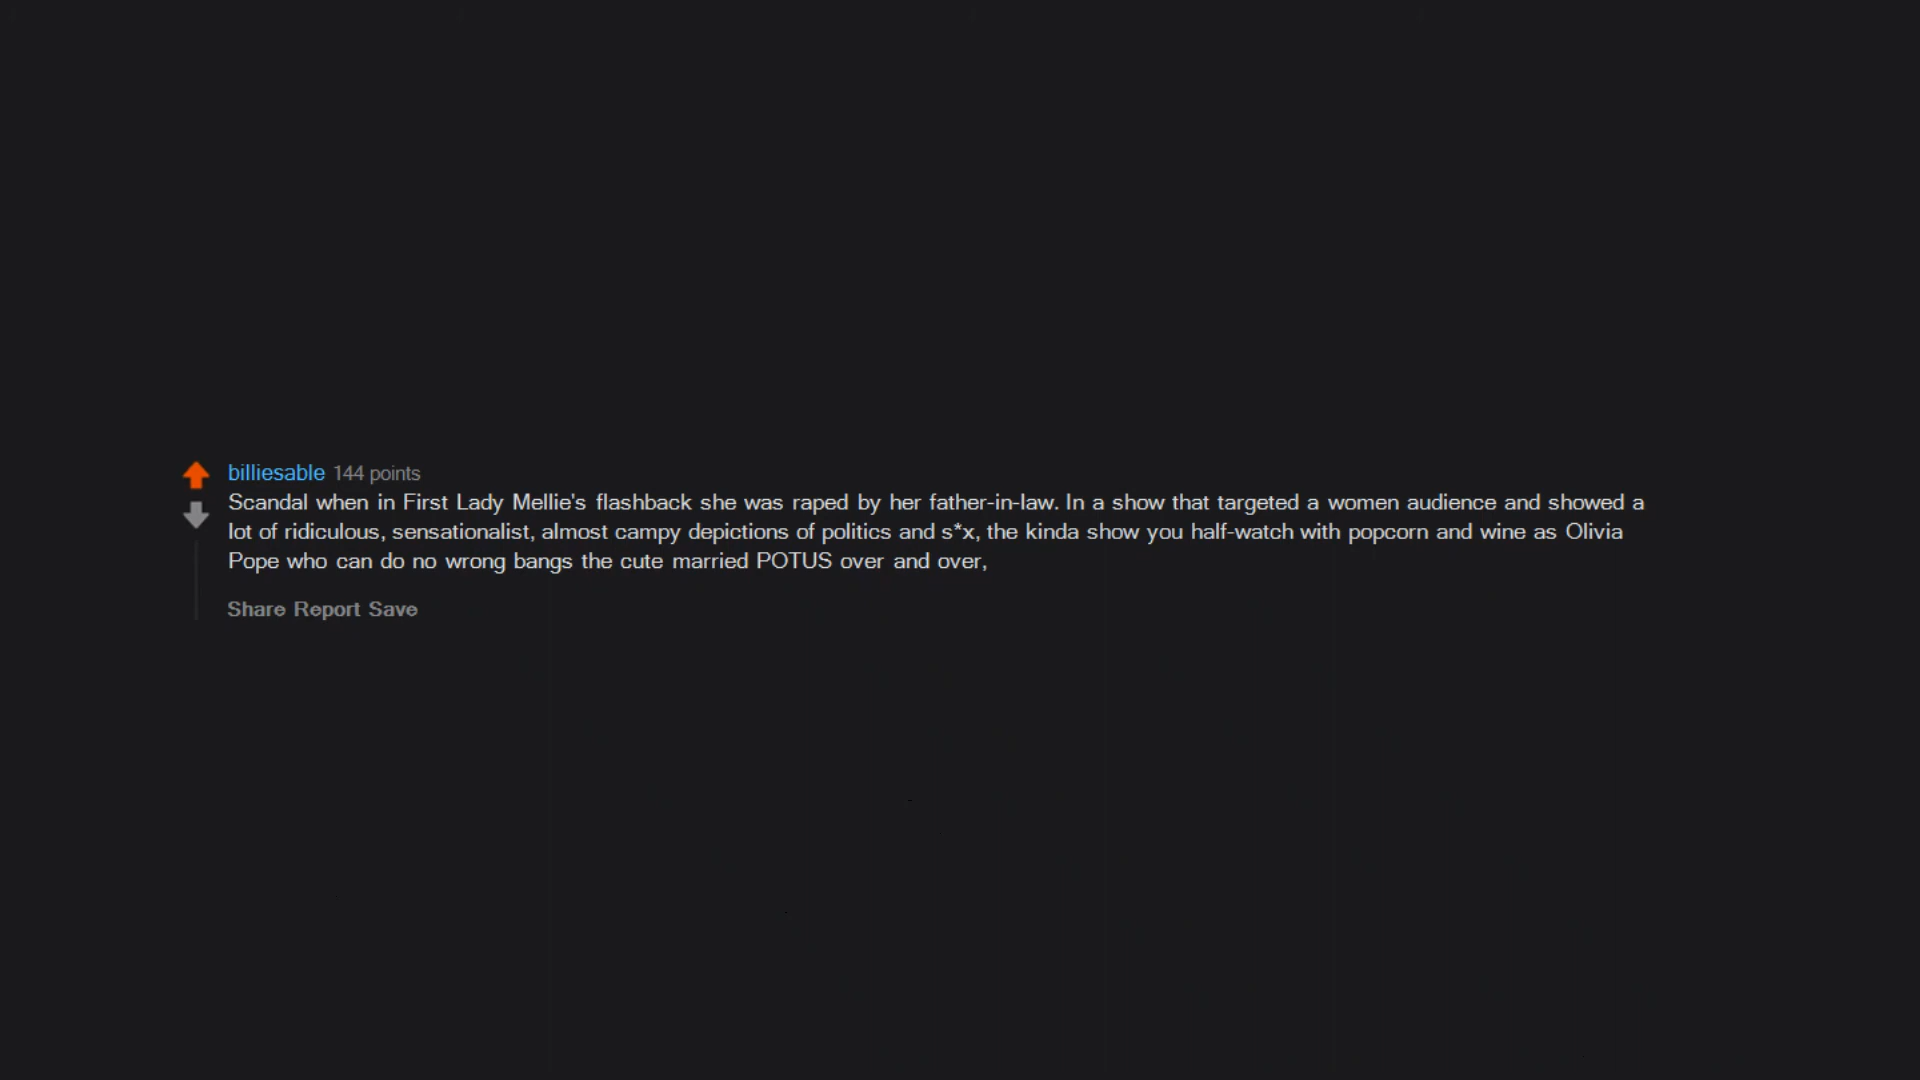 billiesable 144 points
Scandal when in First Lady Mellie's flashback she was raped by her father-in-law. In a show that targeted a women audience and showed a
lot of ridiculous, sensationalist, almost campy depictions of politics and s*x, the kinda show you half-watch with popcorn and wine as Olivia
Pope who can do no wrong bangs the cute married POTUS over and over,
Share Report Save